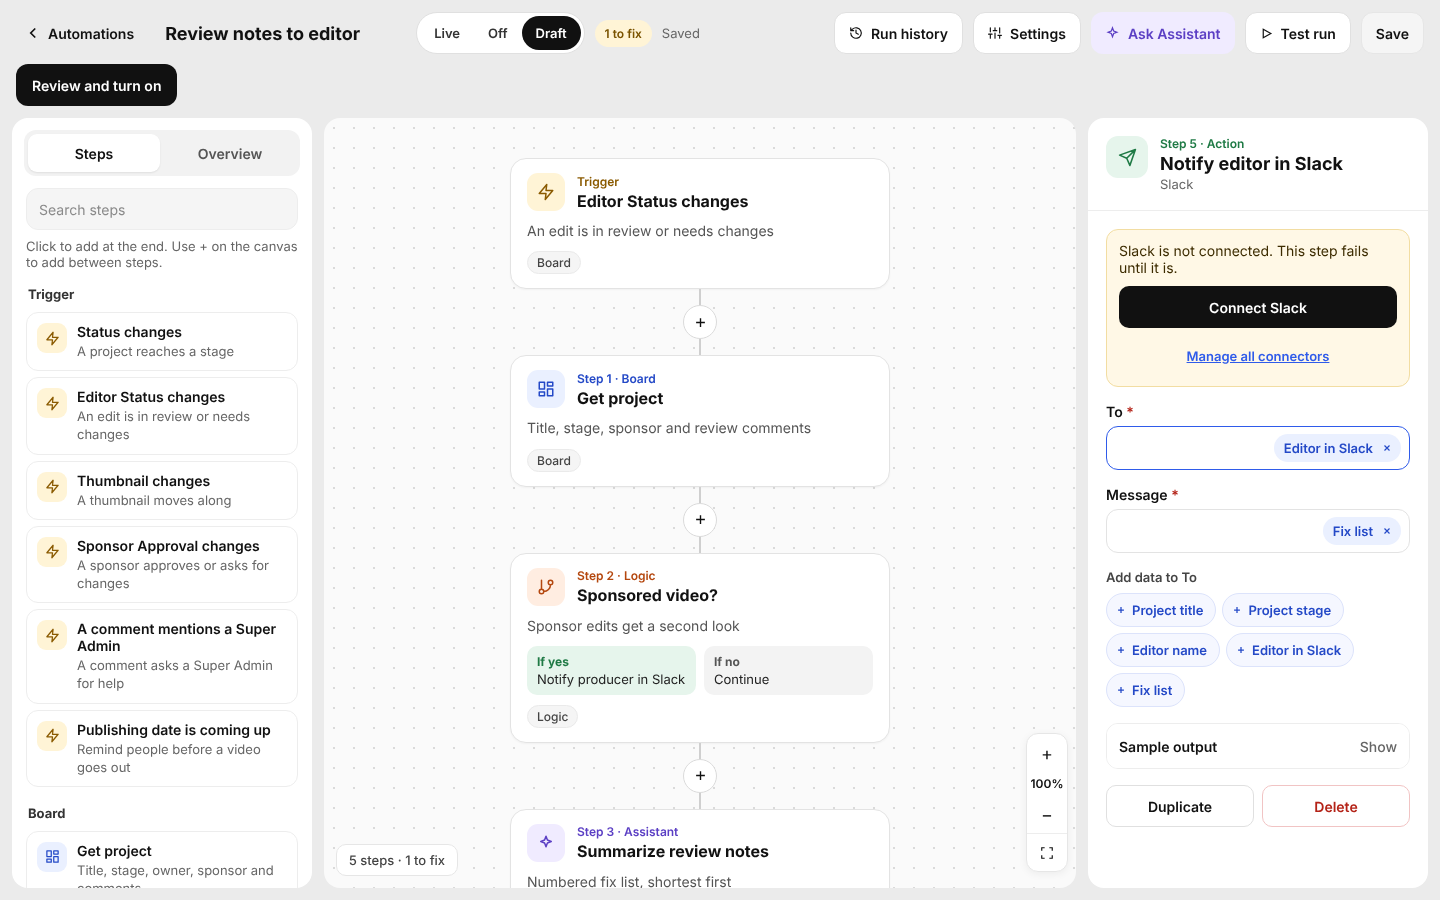 Automations
Review notes to editor
Live
Off
Draft
1 to fix
Saved
Run history
Settings
Ask Assistant
Test run
Save
Review and turn on
Steps
Overview
Search steps
Click to add at the end. Use + on the canvas
to add between steps.
Trigger
Status changes
A project reaches a stage
Editor Status changes
An edit is in review or needs
changes
Thumbnail changes
A thumbnail moves along
Sponsor Approval changes
A sponsor approves or asks for
changes
A comment mentions a Super
Admin
A comment asks a Super Admin
for help
Publishing date is coming up
Remind people before a video
goes out
Board
Get project
Title, stage, owner, sponsor and
comments
Trigger
Editor Status changes
An edit is in review or needs changes
Board
+
Step 1 · Board
Get project
Title, stage, sponsor and review comments
Board
+
Step 2 · Logic
Sponsored video?
Sponsor edits get a second look
If yes
Notify producer in Slack
If no
Continue
Logic
+
Step 3 · Assistant
Summarize review notes
Numbered fix list, shortest first
5 steps · 1 to fix
+
100%
−
Step 5 · Action
Notify editor in Slack
Slack
Slack is not connected. This step fails
until it is.
Connect Slack
Manage all connectors
To *
Editor in Slack ×
Message *
Fix list ×
Add data to To
+ Project title
+ Project stage
+ Editor name
+ Editor in Slack
+ Fix list
Sample output
Show
Duplicate
Delete